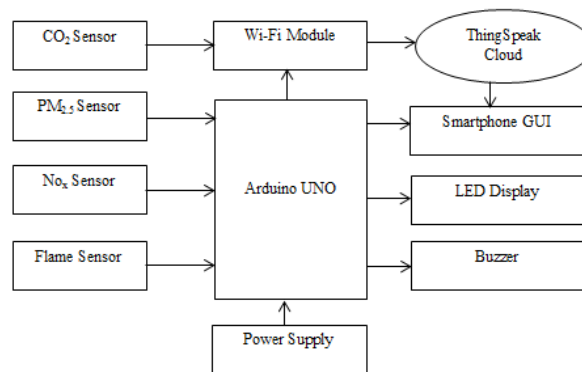 CO₂ Sensor
Wi-Fi Module
ThingSpeak
Cloud
PM₂.₅ Sensor
Smartphone GUI
Arduino UNO
Noₓ Sensor
LED Display
Flame Sensor
Buzzer
Power Supply